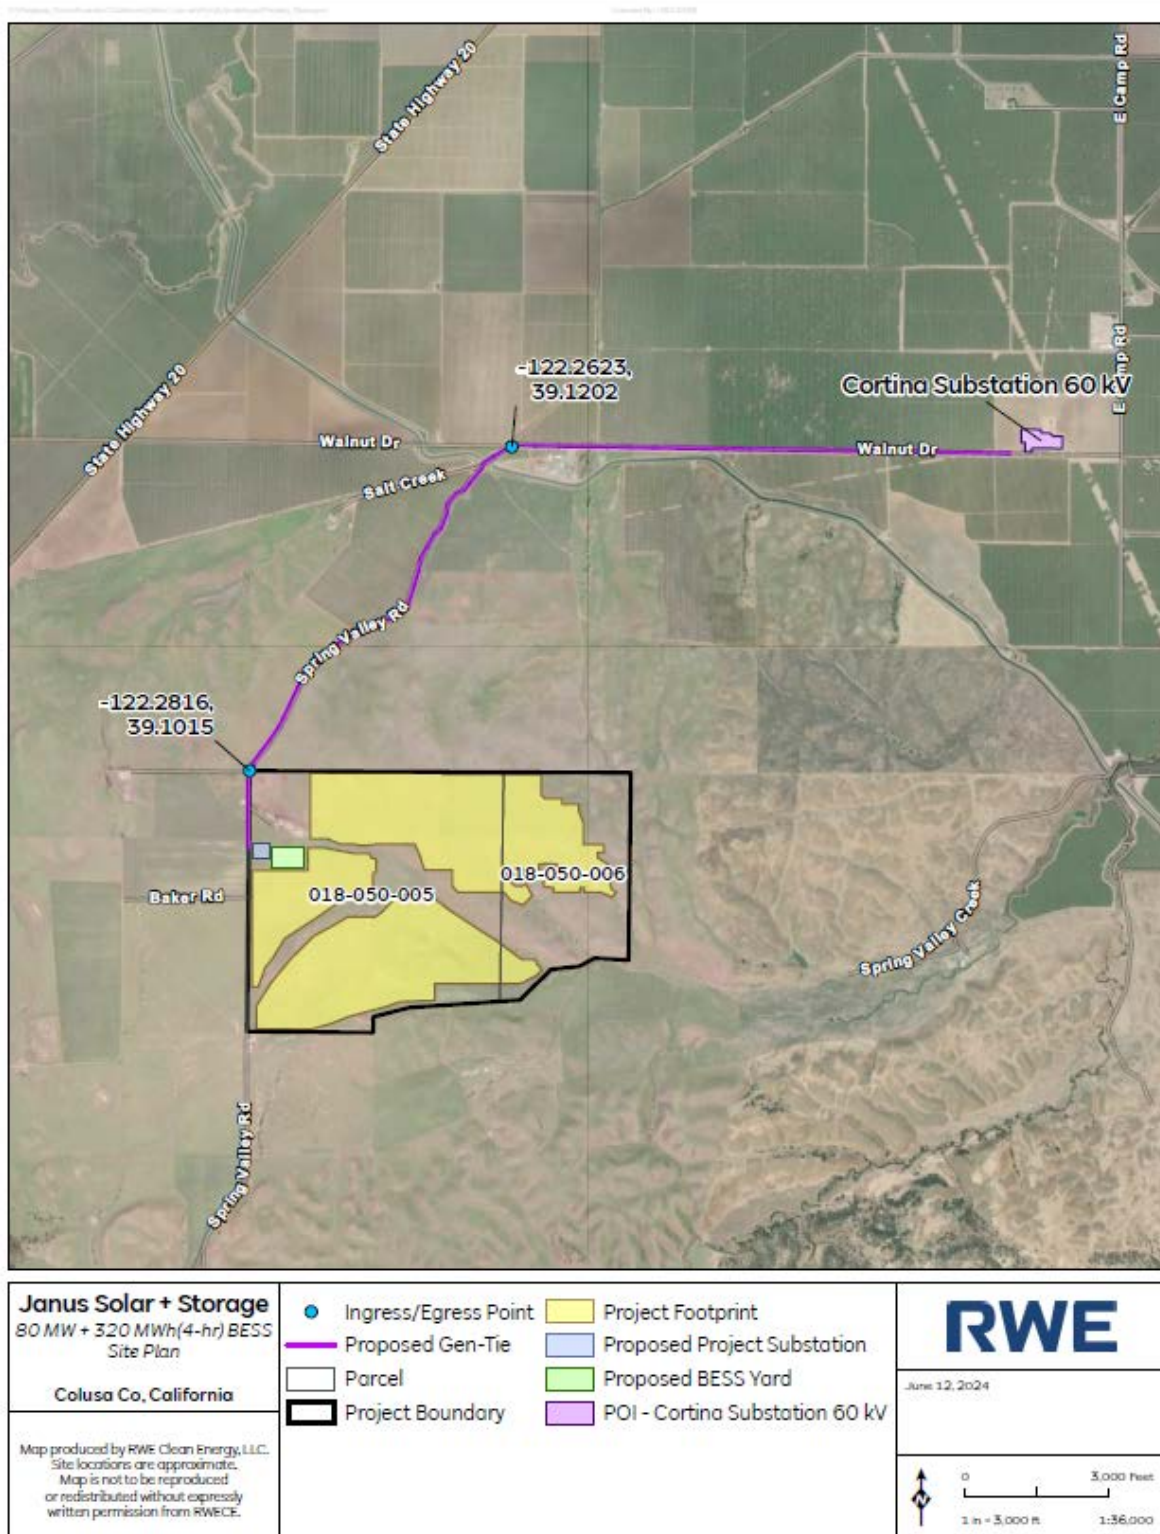 State Highway 20
E Camp Rd
-122.2623,
39.1202
Cortina Substation 60 kV
E Camp Rd
State Highway 20
Walnut Dr
Walnut Dr
Salt Creek
Spring Valley Rd
-122.2816,
39.1015
018-050-006
018-050-005
Baker Rd
Spring Valley Creek
Spring Valley Rd
Janus Solar + Storage
80 MW + 320 MWh(4-hr) BESS
Site Plan
Colusa Co, California
Map produced by RWE Clean Energy, LLC.
Site locations are approximate.
Map is not to be reproduced
or redistributed without expressly
written permission from RWECE.
Ingress/Egress Point
Proposed Gen-Tie
Parcel
Project Boundary
Project Footprint
Proposed Project Substation
Proposed BESS Yard
POI - Cortina Substation 60 kV
RWE
June 12, 2024
N
0 3,000 Feet
1 in = 3,000 ft 1:36,000